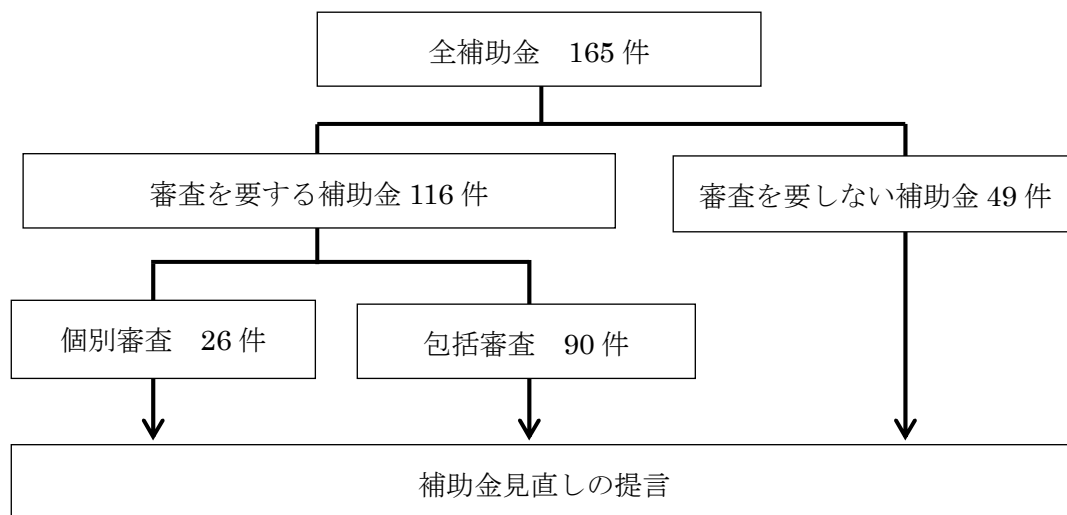 全補助金　165 件
審査を要する補助金 116 件
審査を要しない補助金 49 件
個別審査　26 件
包括審査　90 件
補助金見直しの提言